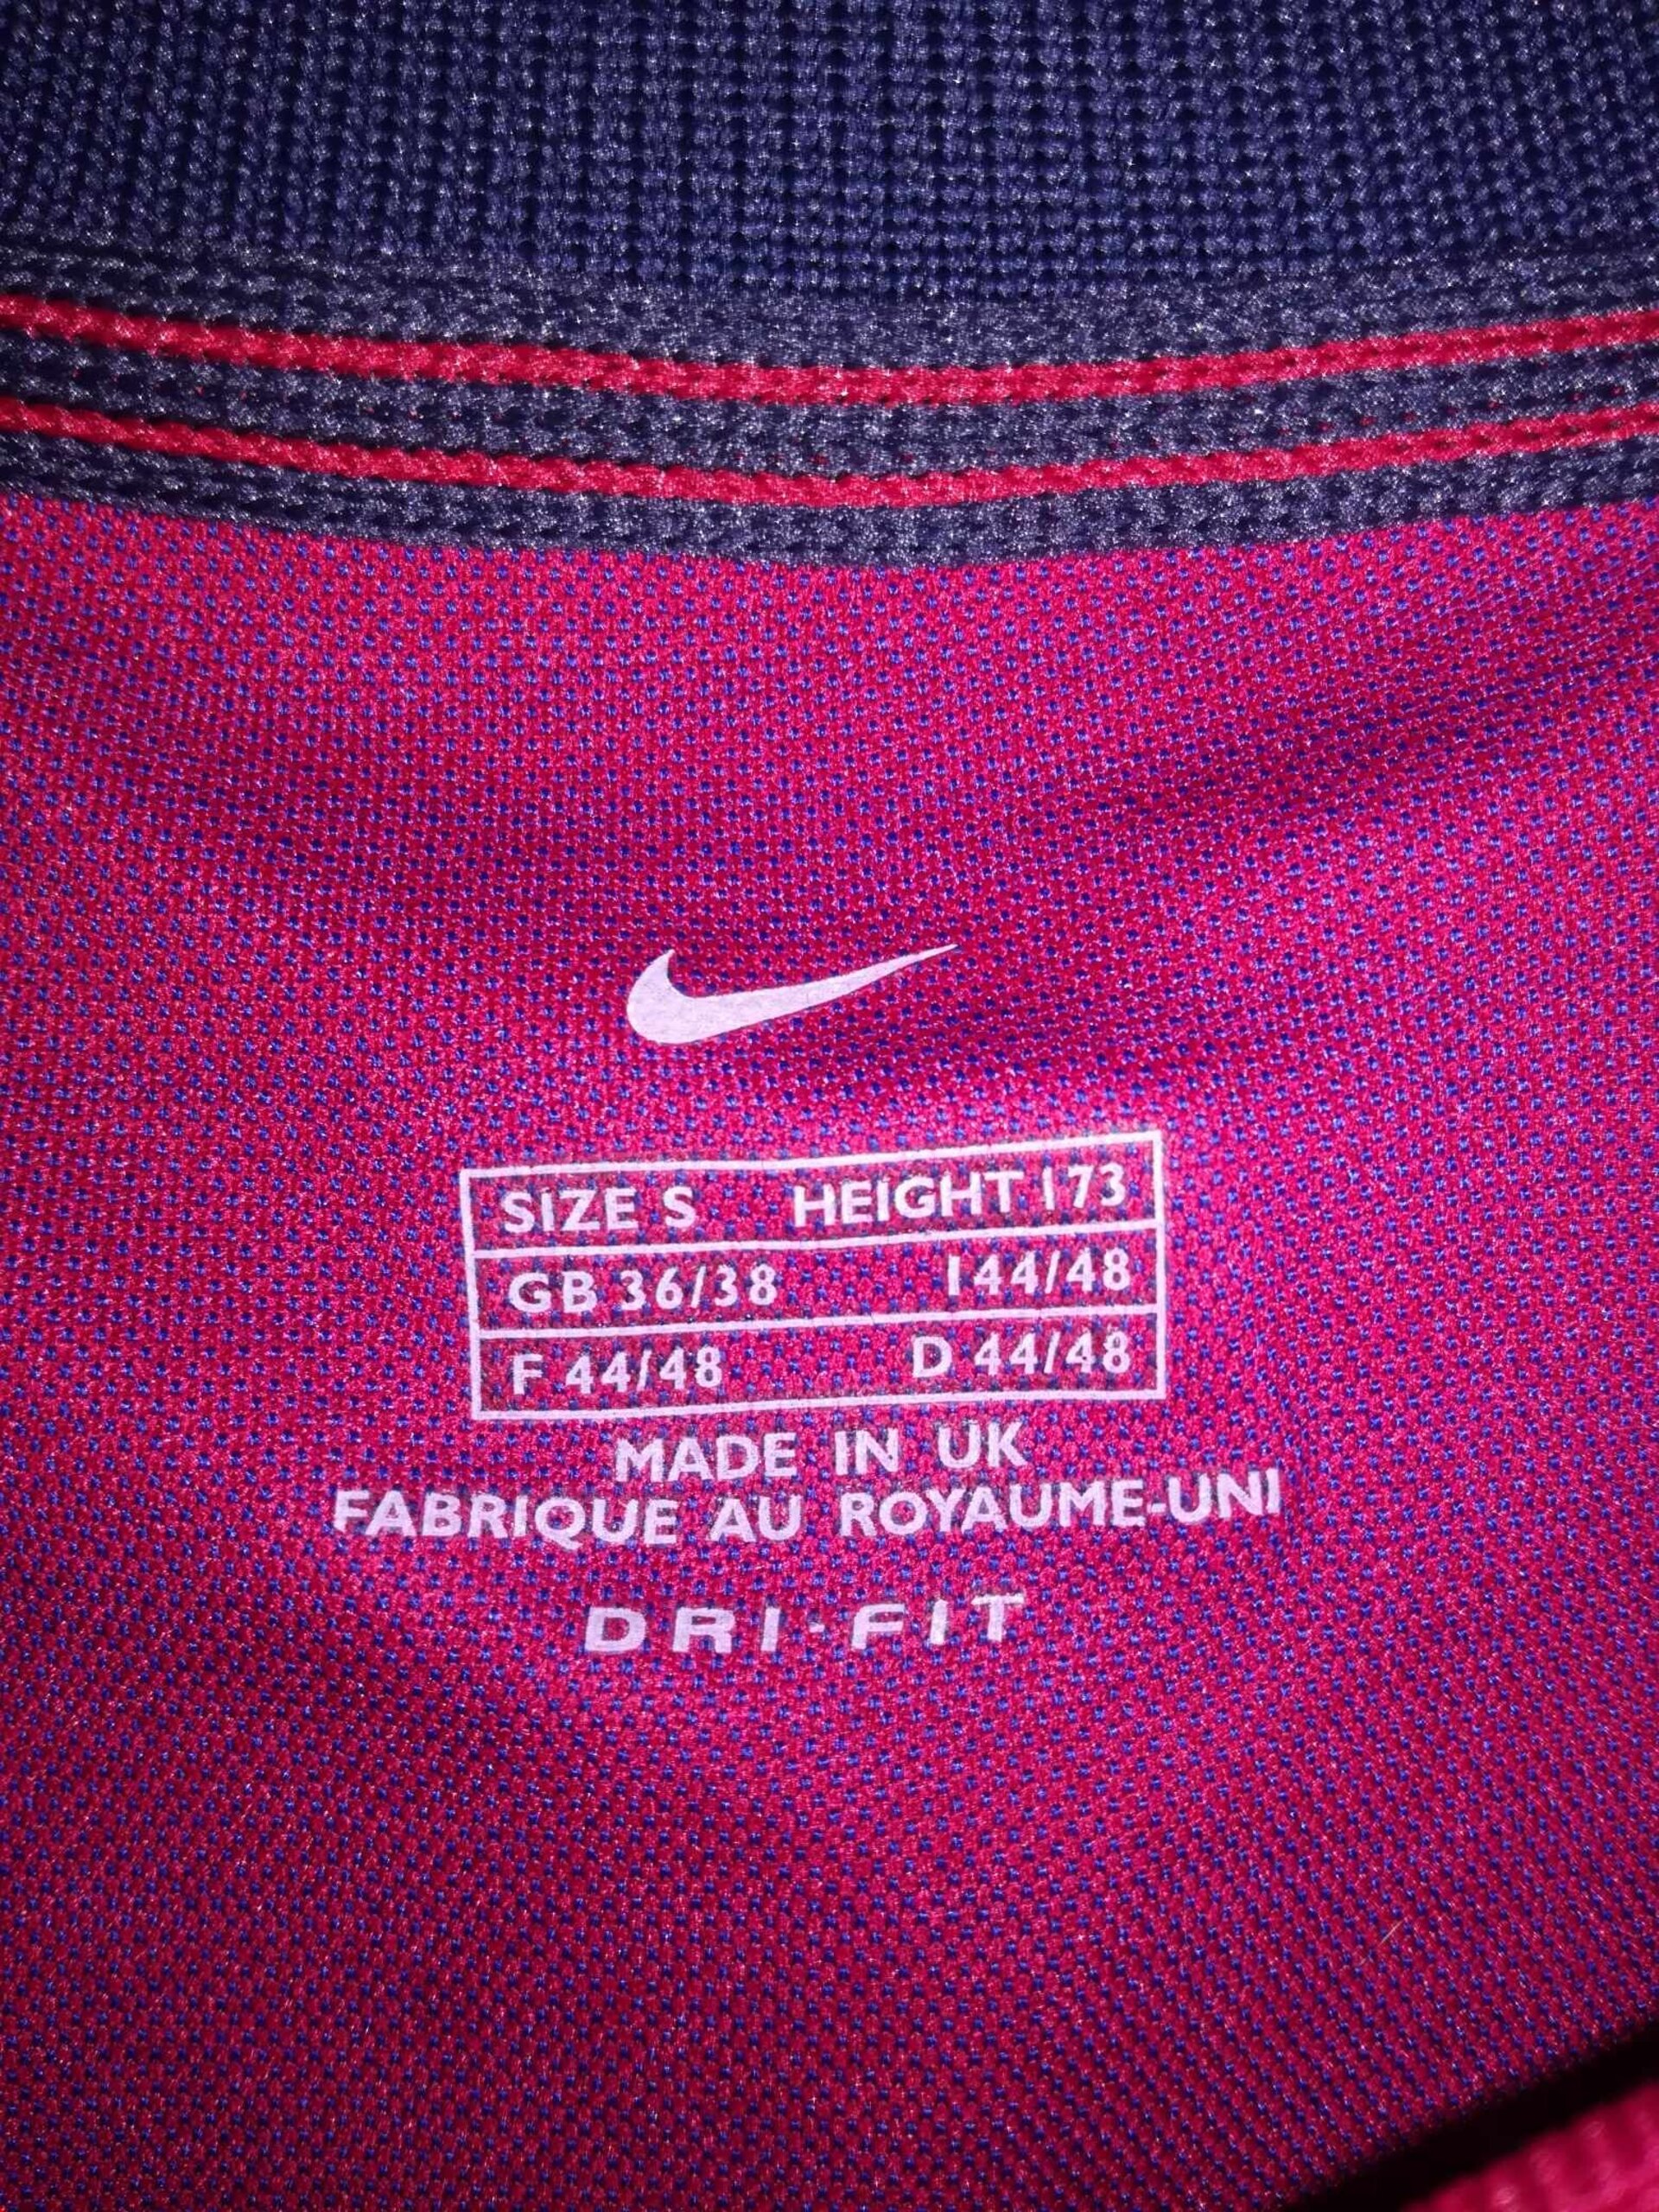 SIZE S HEIGHT 173
GB 36/38 I 44/48
F 44/48 D 44/48
MADE IN UK
FABRIQUE AU ROYAUME-UNI
DRI-FIT